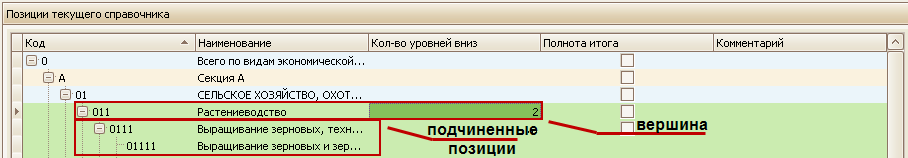 Позиции текущего справочника
Код Наименование Кол-во уровней вниз Полнота итога Комментарий
0 Всего по видам экономической...
A Секция А
01 СЕЛЬСКОЕ ХОЗЯЙСТВО, ОХОТ...
011 Растениеводство 2
вершина
0111 Выращивание зерновых, техн...
подчиненные
01111 Выращивание зерновых и зер...
позиции